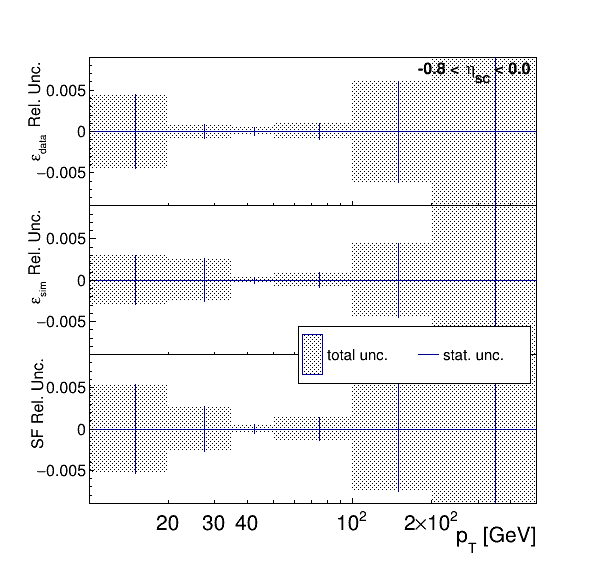 -0.8 < η_SC < 0.0
ε_data Rel. Unc.
0.005
0
−0.005
ε_sim Rel. Unc.
0.005
0
−0.005
total unc. stat. unc.
SF Rel. Unc.
0.005
0
−0.005
20 30 40 10² 2×10²
p_T [GeV]